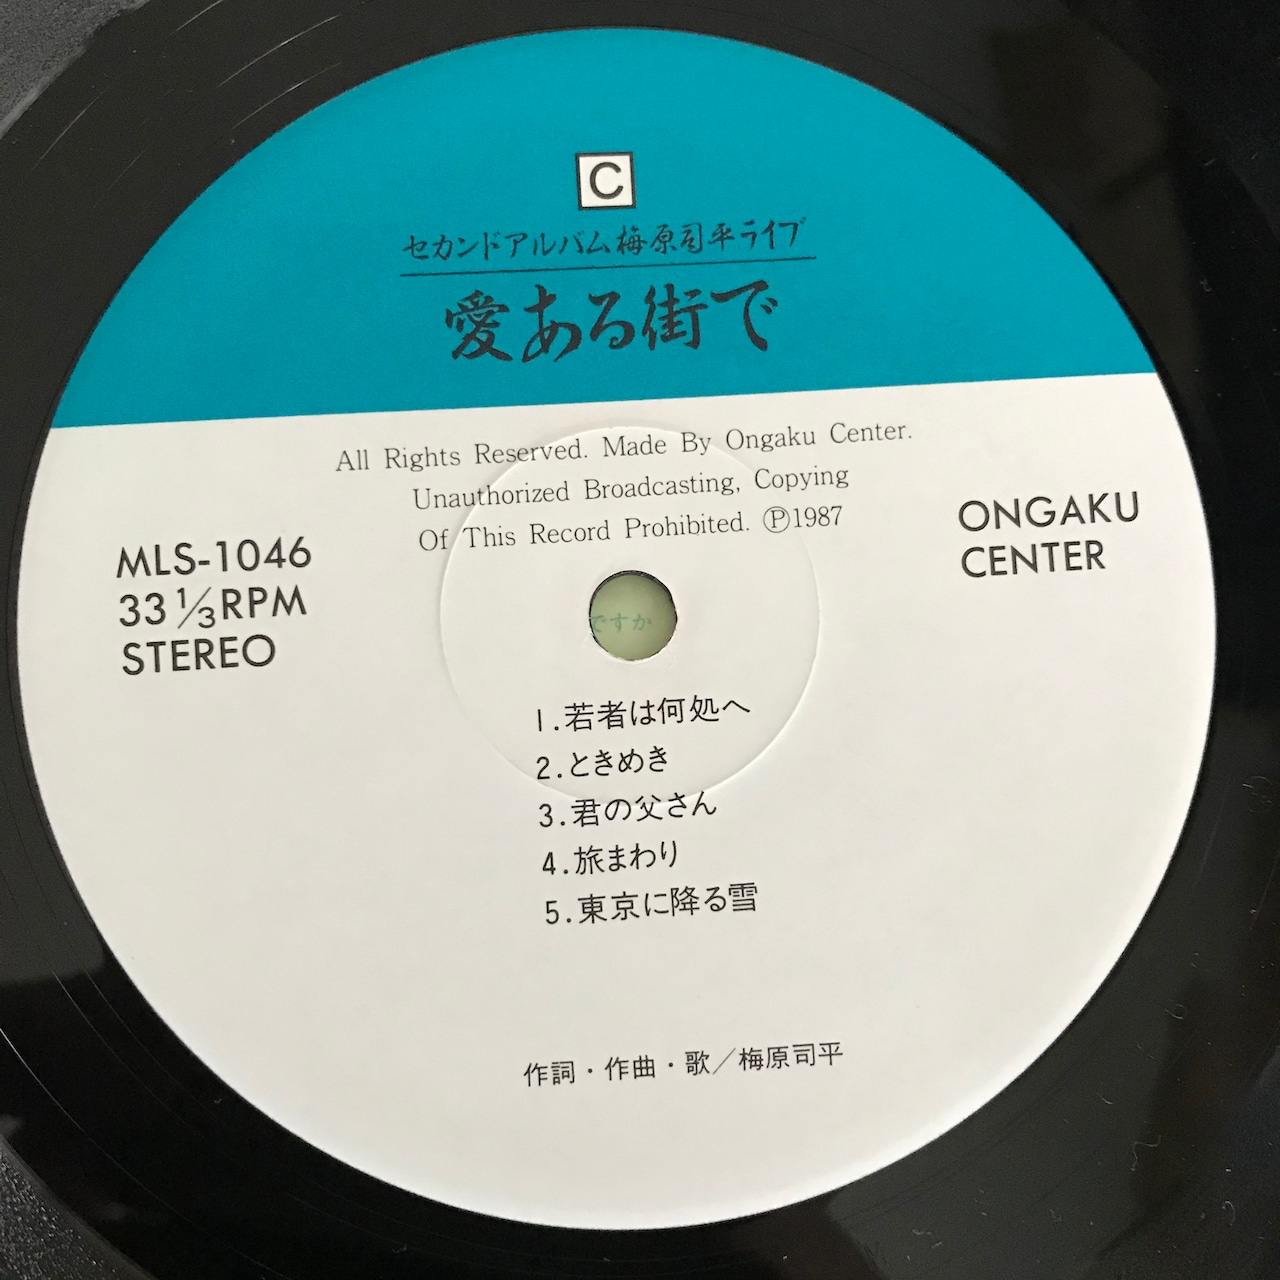 C
セカンドアルバム梅原司平ライブ
愛ある街で
All Rights Reserved. Made By Ongaku Center.
Unauthorized Broadcasting, Copying
Of This Record Prohibited. Ⓟ1987
MLS-1046
33 1/3 RPM
STEREO
ONGAKU
CENTER
ですか
1.若者は何処へ
2.ときめき
3.君の父さん
4.旅まわり
5.東京に降る雪
作詞・作曲・歌／梅原司平